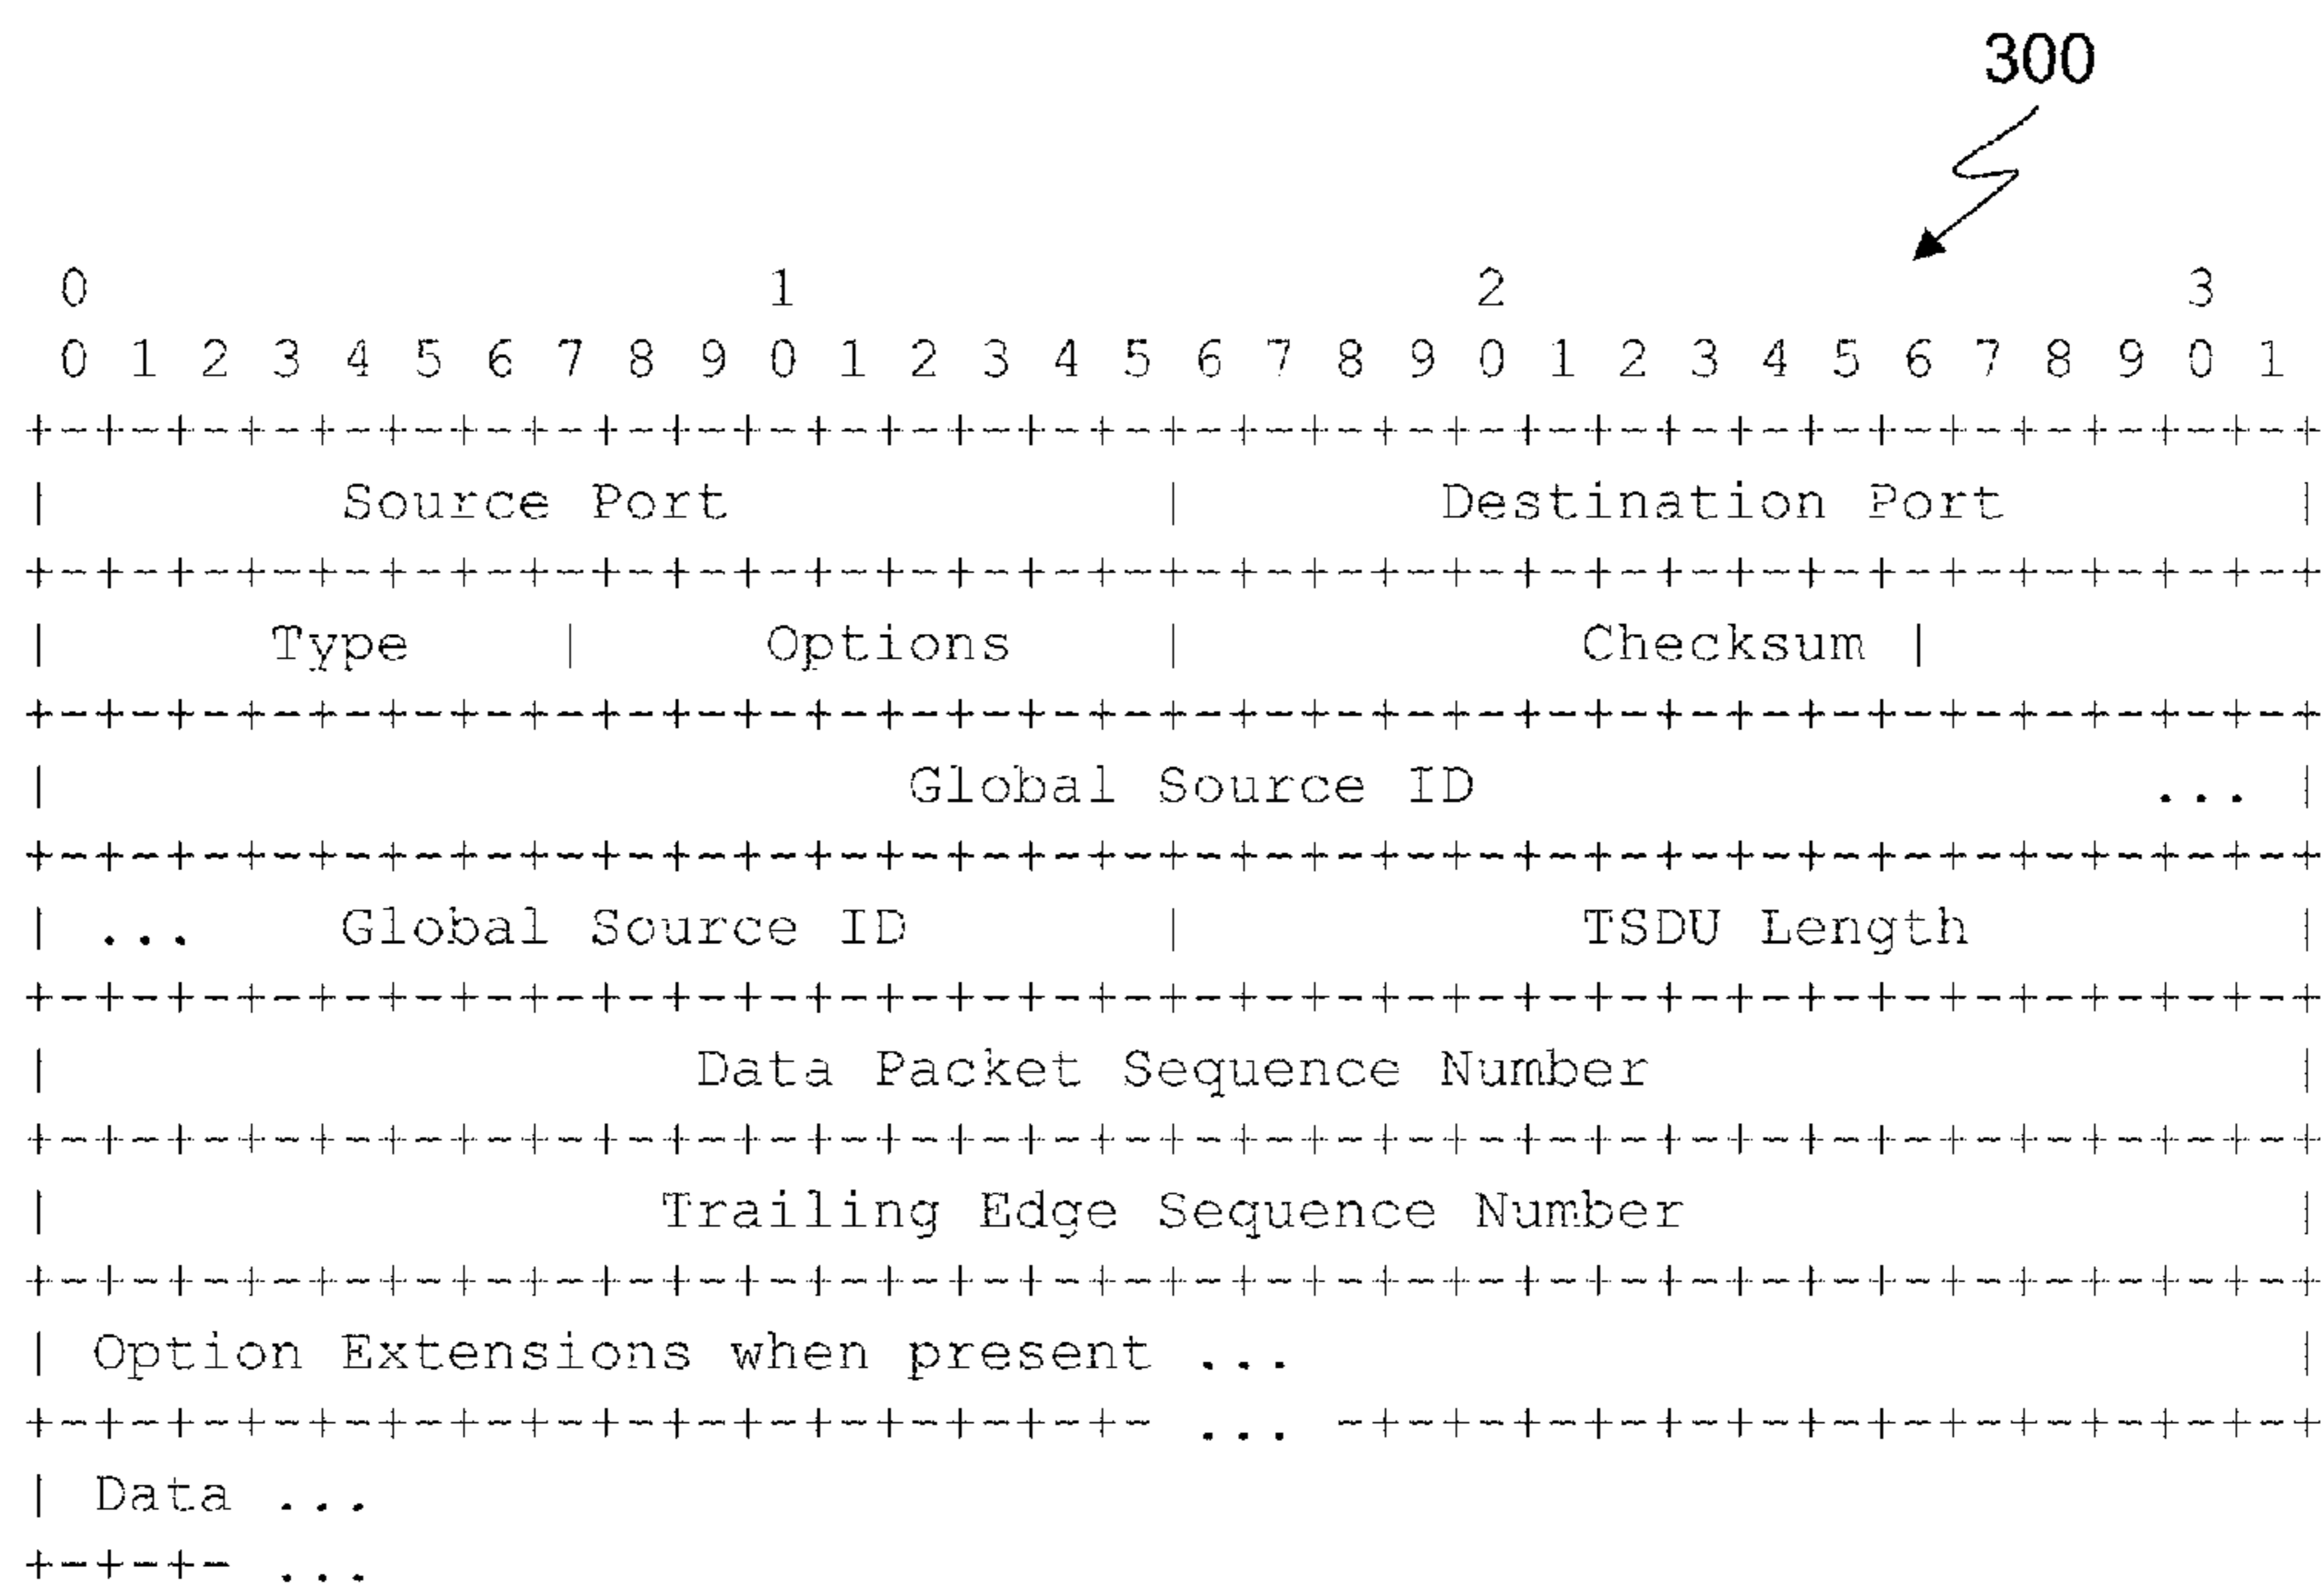 300
0 1 2 3
0 1 2 3 4 5 6 7 8 9 0 1 2 3 4 5 6 7 8 9 0 1 2 3 4 5 6 7 8 9 0 1
+-+-+-+-+-+-+-+-+-+-+-+-+-+-+-+-+-+-+-+-+-+-+-+-+-+-+-+-+-+-+-+-+
| Source Port | Destination Port |
+-+-+-+-+-+-+-+-+-+-+-+-+-+-+-+-+-+-+-+-+-+-+-+-+-+-+-+-+-+-+-+-+
| Type | Options | Checksum |
+-+-+-+-+-+-+-+-+-+-+-+-+-+-+-+-+-+-+-+-+-+-+-+-+-+-+-+-+-+-+-+-+
| Global Source ID ... |
+-+-+-+-+-+-+-+-+-+-+-+-+-+-+-+-+-+-+-+-+-+-+-+-+-+-+-+-+-+-+-+-+
| ... Global Source ID | TSDU Length |
+-+-+-+-+-+-+-+-+-+-+-+-+-+-+-+-+-+-+-+-+-+-+-+-+-+-+-+-+-+-+-+-+
| Data Packet Sequence Number |
+-+-+-+-+-+-+-+-+-+-+-+-+-+-+-+-+-+-+-+-+-+-+-+-+-+-+-+-+-+-+-+-+
| Trailing Edge Sequence Number |
+-+-+-+-+-+-+-+-+-+-+-+-+-+-+-+-+-+-+-+-+-+-+-+-+-+-+-+-+-+-+-+-+
| Option Extensions when present ... |
+-+-+-+-+-+-+-+-+-+-+-+-+-+-+-+- ... -+-+-+-+-+-+-+-+-+-+-+-+-+-+
| Data ...
+-+-+- ...